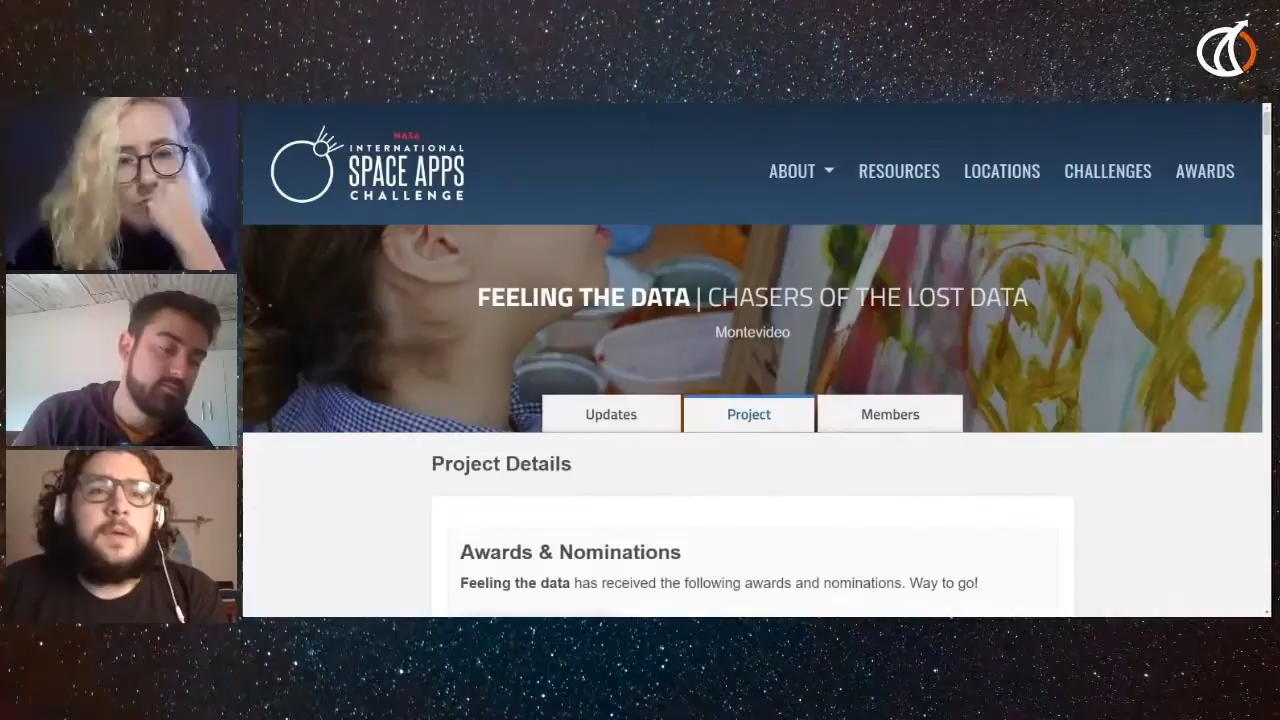 NASA
INTERNATIONAL
SPACE APPS
CHALLENGE
ABOUT RESOURCES LOCATIONS CHALLENGES AWARDS
FEELING THE DATA | CHASERS OF THE LOST DATA
Montevideo
Updates Project Members
Project Details
Awards & Nominations
Feeling the data has received the following awards and nominations. Way to go!